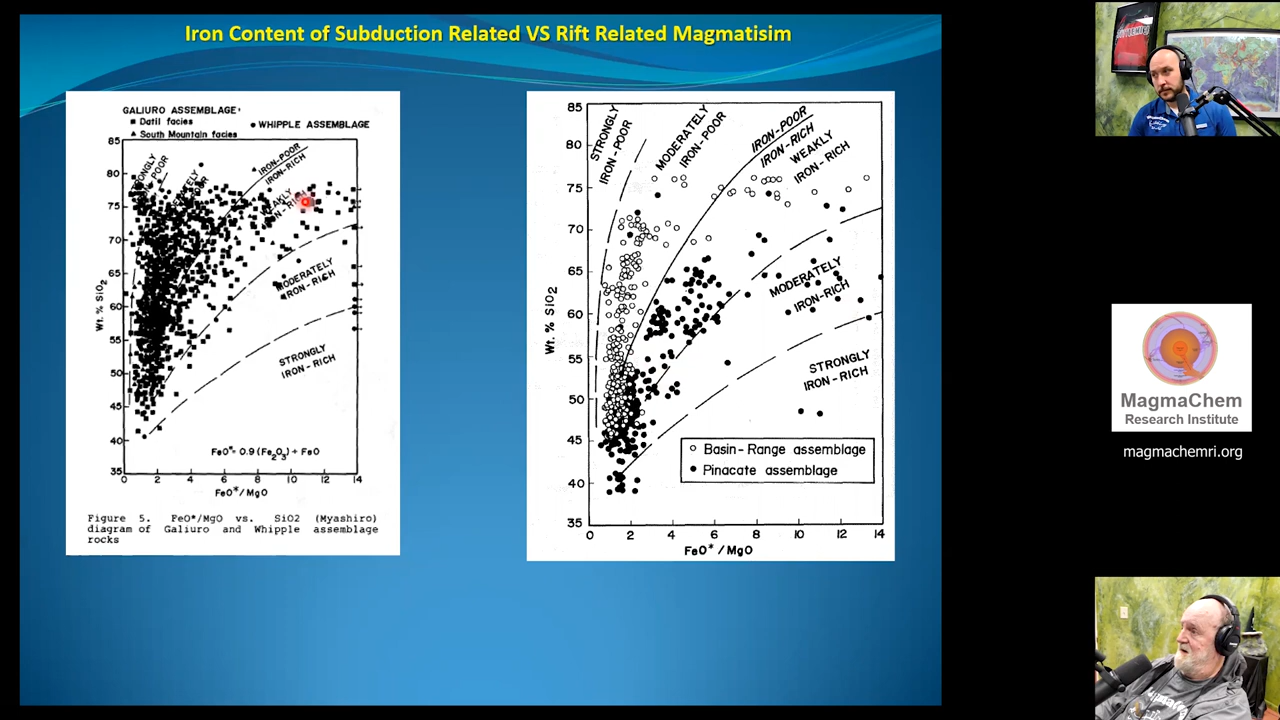 Iron Content of Subduction Related VS Rift Related Magmatisim
GALIURO ASSEMBLAGE:
■ Datil facies
● WHIPPLE ASSEMBLAGE
▲ South Mountain facies
85
80
75
70
65
60
55
50
45
40
35
Wt. % SiO2
IRON-POOR
IRON-RICH
MODERATELY
IRON-RICH
STRONGLY
IRON-RICH
FeO*= 0.9(Fe2O3)+ FeO
0 2 4 6 8 10 12 14
FeO*/MgO
Figure 5. FeO*/MgO vs. SiO2 (Myashiro)
diagram of Galiuro and Whipple assemblage
rocks
85
80
75
70
65
60
55
50
45
40
35
Wt. % SiO2
STRONGLY
IRON-POOR
MODERATELY
IRON-POOR
IRON-POOR
IRON-RICH
WEAKLY
IRON-RICH
MODERATELY
IRON-RICH
STRONGLY
IRON-RICH
○ Basin-Range assemblage
● Pinacate assemblage
0 2 4 6 8 10 12 14
FeO*/MgO
MagmaChem
Research Institute
magmachemri.org